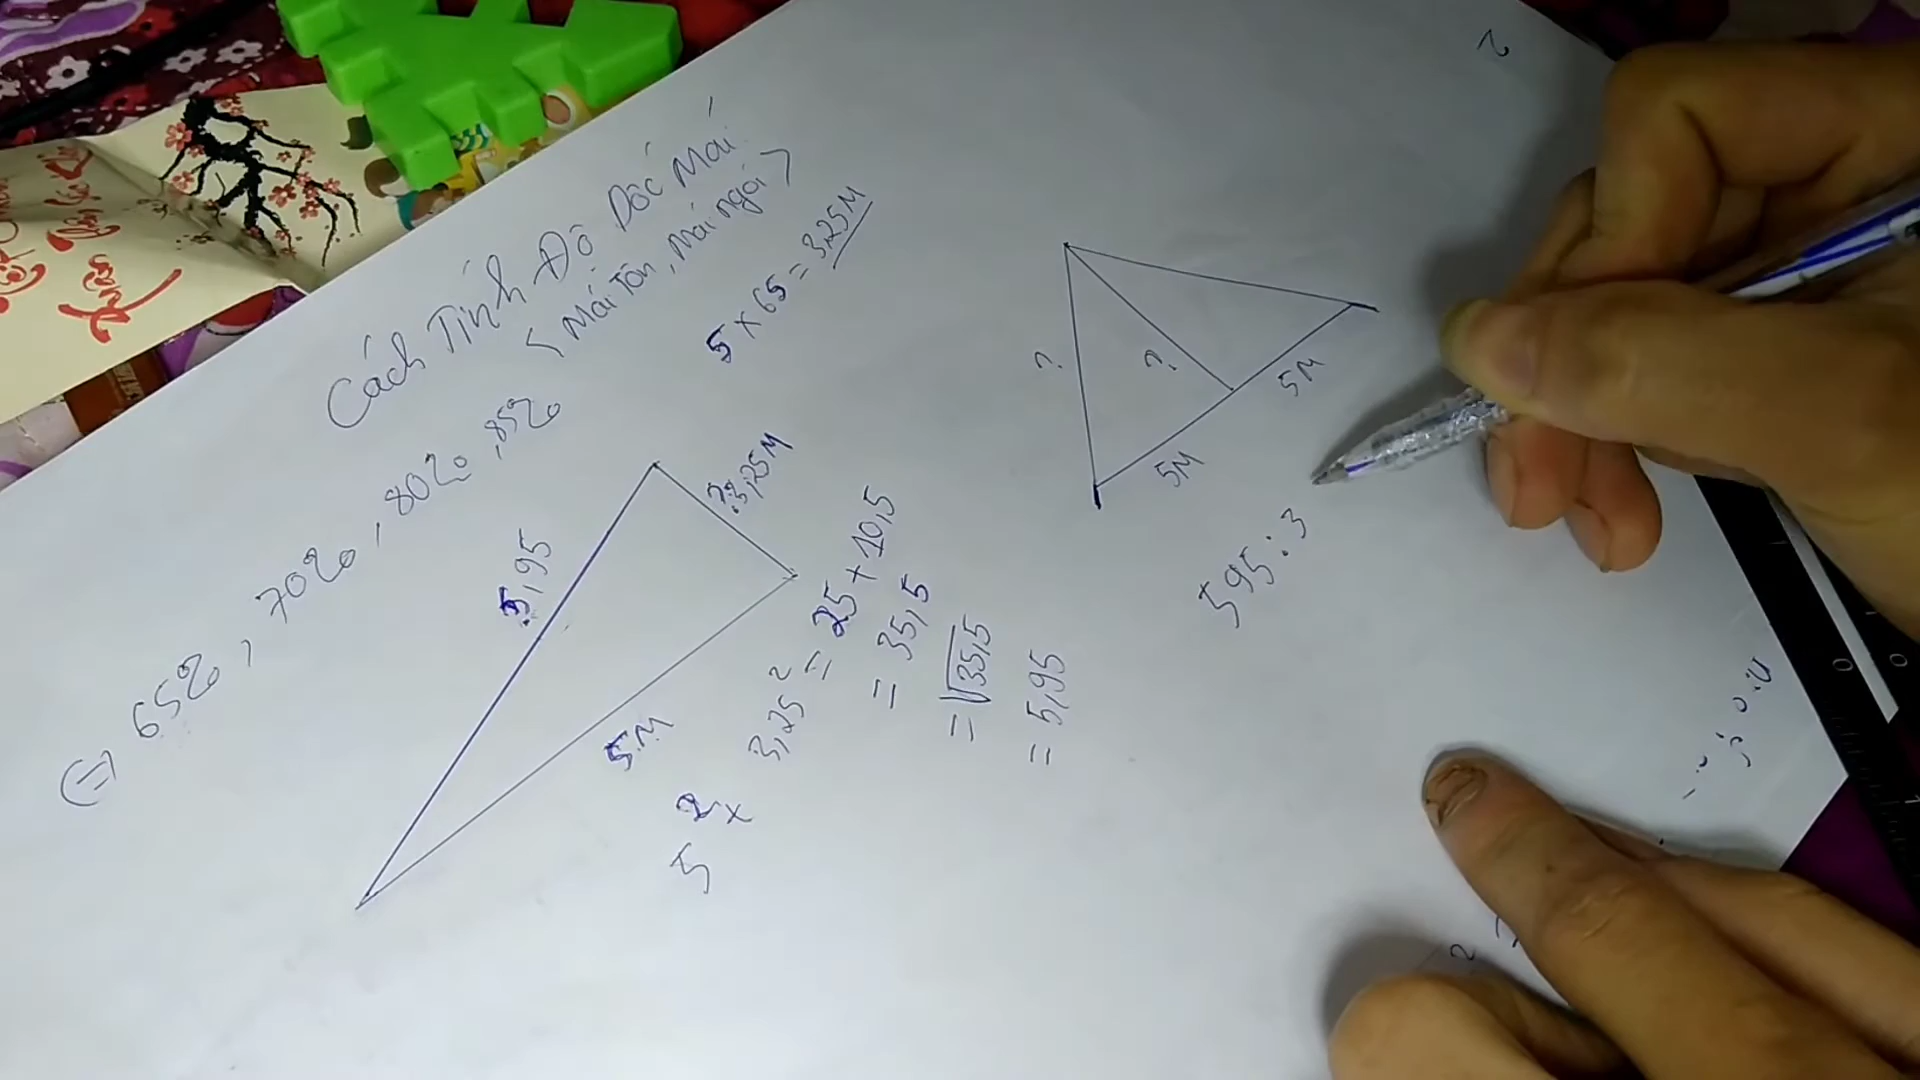 Cách Tính Độ Dốc Mái
< Mái Tôn, Mái ngói >
(=) 65%, 70%, 80%, 85%
5 x 65 = 3,25M
5,95
?3,25M
5M
5² x 3,25² = 25 + 10,5
= 35,5
= √35,5
= 5,95
?
?
5M
5M
595 : 3